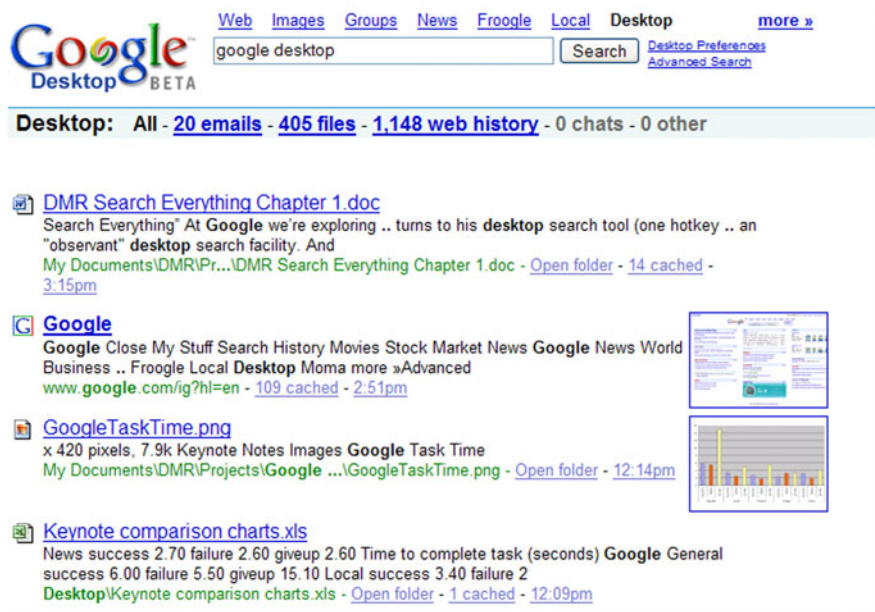 Web Images Groups News Froogle Local Desktop more »
Google
Desktop BETA
google desktop
Search
Desktop Preferences
Advanced Search
Desktop: All - 20 emails - 405 files - 1,148 web history - 0 chats - 0 other
DMR Search Everything Chapter 1.doc
Search Everything" At Google we're exploring .. turns to his desktop search tool (one hotkey .. an
"observant" desktop search facility. And
My Documents\DMR\Pr...\DMR Search Everything Chapter 1.doc - Open folder - 14 cached -
3:15pm
Google
Google Close My Stuff Search History Movies Stock Market News Google News World
Business .. Froogle Local Desktop Moma more »Advanced
www.google.com/ig?hl=en - 109 cached - 2:51pm
GoogleTaskTime.png
x 420 pixels, 7.9k Keynote Notes Images Google Task Time
My Documents\DMR\Projects\Google ...\GoogleTaskTime.png - Open folder - 12:14pm
Keynote comparison charts.xls
News success 2.70 failure 2.60 giveup 2.60 Time to complete task (seconds) Google General
success 6.00 failure 5.50 giveup 15.10 Local success 3.40 failure 2
Desktop\Keynote comparison charts.xls - Open folder - 1 cached - 12:09pm